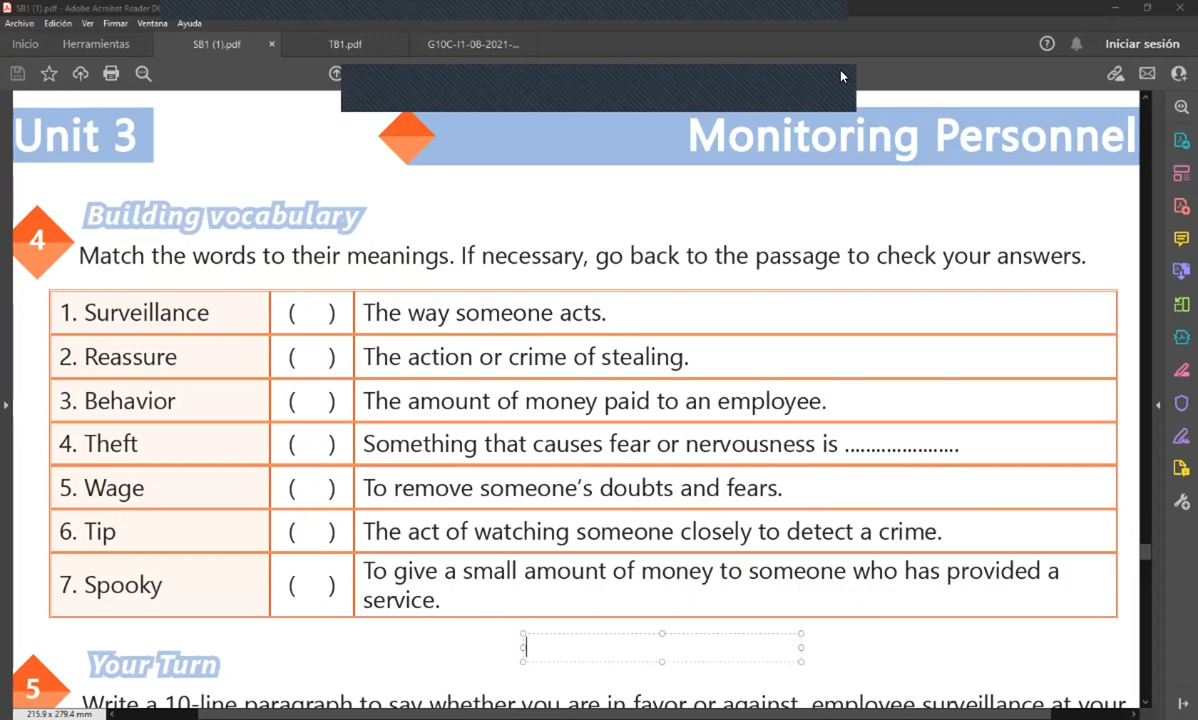 SB1 (1).pdf - Adobe Acrobat Reader DC
Archivo Edición Ver Firmar Ventana Ayuda
Inicio Herramientas SB1 (1).pdf × TB1.pdf G10C-I1-08-2021-... Iniciar sesión
Unit 3 Monitoring Personnel
Building vocabulary
4 Match the words to their meanings. If necessary, go back to the passage to check your answers.
1. Surveillance ( ) The way someone acts.
2. Reassure ( ) The action or crime of stealing.
3. Behavior ( ) The amount of money paid to an employee.
4. Theft ( ) Something that causes fear or nervousness is ......................
5. Wage ( ) To remove someone's doubts and fears.
6. Tip ( ) The act of watching someone closely to detect a crime.
7. Spooky ( ) To give a small amount of money to someone who has provided a
service.
Your Turn
5 Write a 10-line paragraph to say whether you are in favor or against employee surveillance at your
215.9 x 279.4 mm